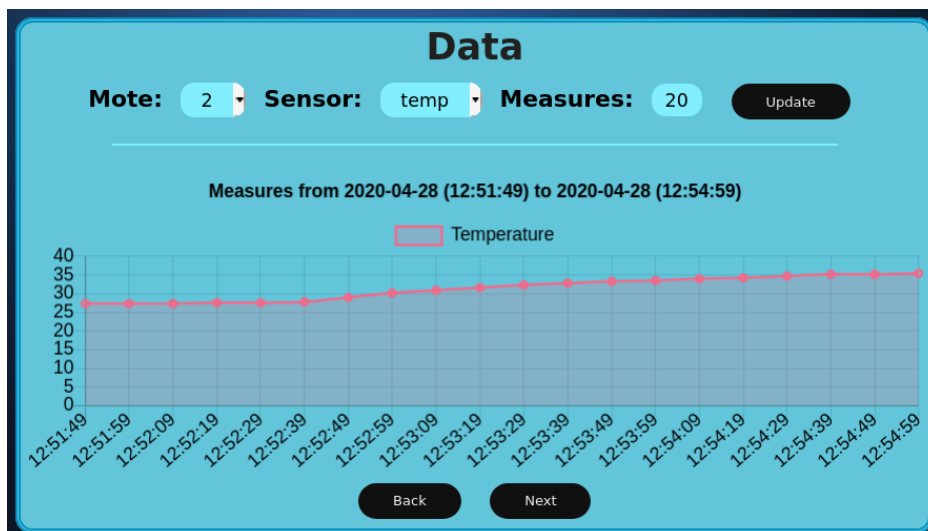 Data
Mote: 2 Sensor: temp Measures: 20 Update
Measures from 2020-04-28 (12:51:49) to 2020-04-28 (12:54:59)
Temperature
40
35
30
25
20
15
10
5
0
12:51:49 12:51:59 12:52:09 12:52:19 12:52:29 12:52:39 12:52:49 12:52:59 12:53:09 12:53:19 12:53:29 12:53:39 12:53:49 12:53:59 12:54:09 12:54:19 12:54:29 12:54:39 12:54:49 12:54:59
Back Next